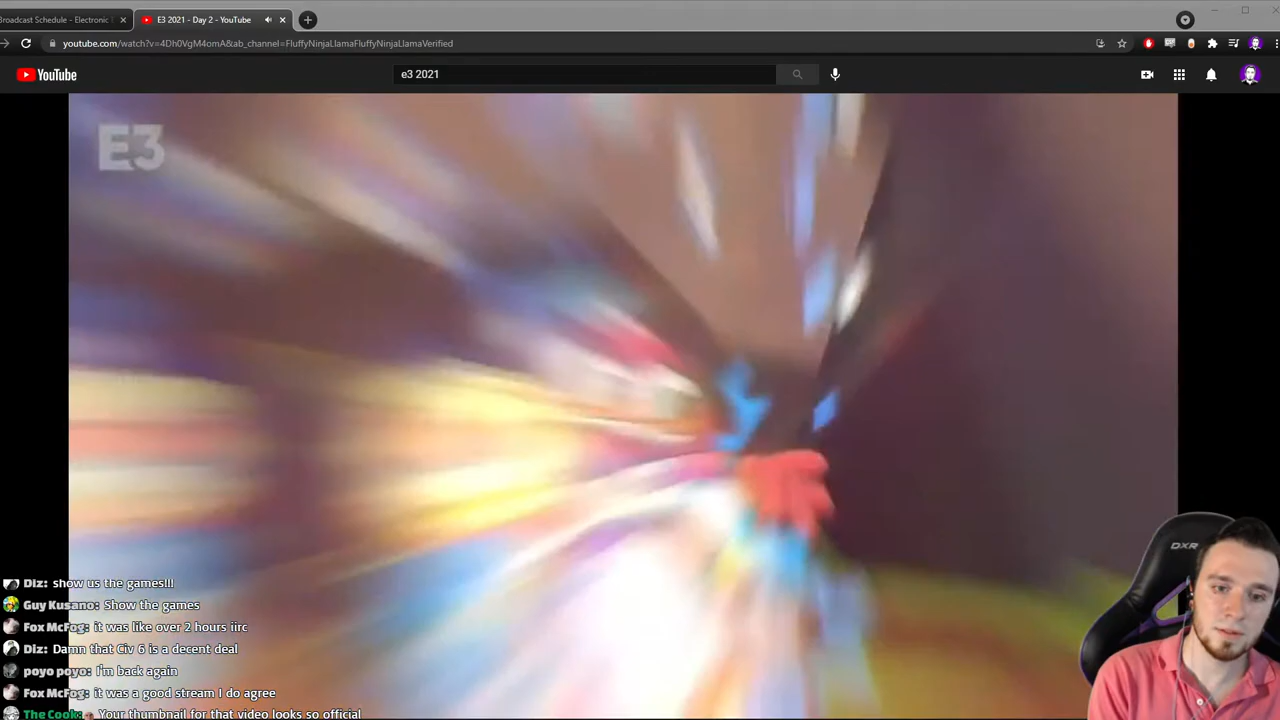 Broadcast Schedule - Electronic
E3 2021 - Day 2 - YouTube
youtube.com/watch?v=4Dh0VgM4omA&ab_channel=FluffyNinjaLlamaFluffyNinjaLlamaVerified
YouTube
e3 2021
E3
DXR
Diz: show us the games!!!
Guy Kusano: Show the games
Fox McFog: it was like over 2 hours iirc
Diz: Damn that Civ 6 is a decent deal
poyo poyo: I'm back again
Fox McFog: it was a good stream I do agree
The Cook: Your thumbnail for that video looks so official